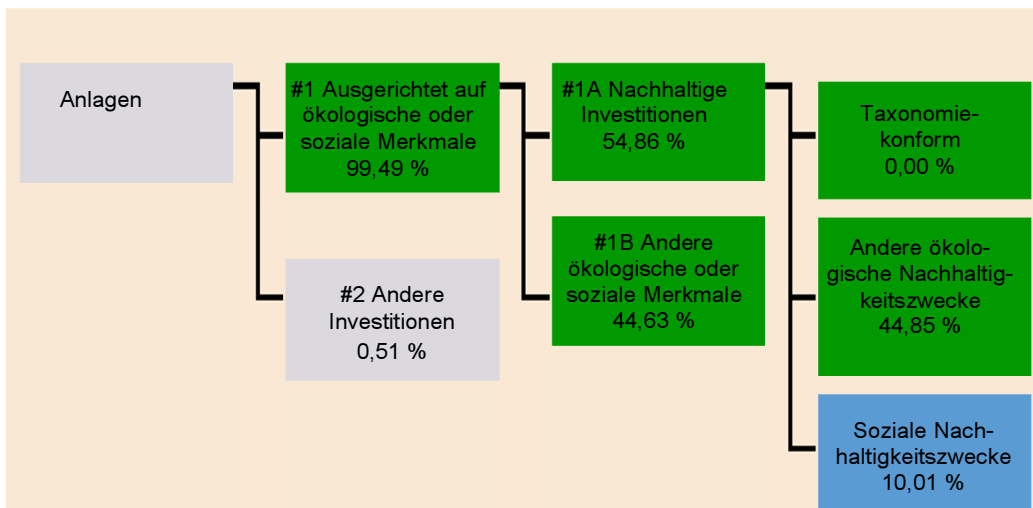 Anlagen
#1 Ausgerichtet auf
ökologische oder
soziale Merkmale
99,49 %
#2 Andere
Investitionen
0,51 %
#1A Nachhaltige
Investitionen
54,86 %
#1B Andere
ökologische oder
soziale Merkmale
44,63 %
Taxonomie-
konform
0,00 %
Andere ökolo-
gische Nachhaltig-
keitszwecke
44,85 %
Soziale Nach-
haltigkeitszwecke
10,01 %